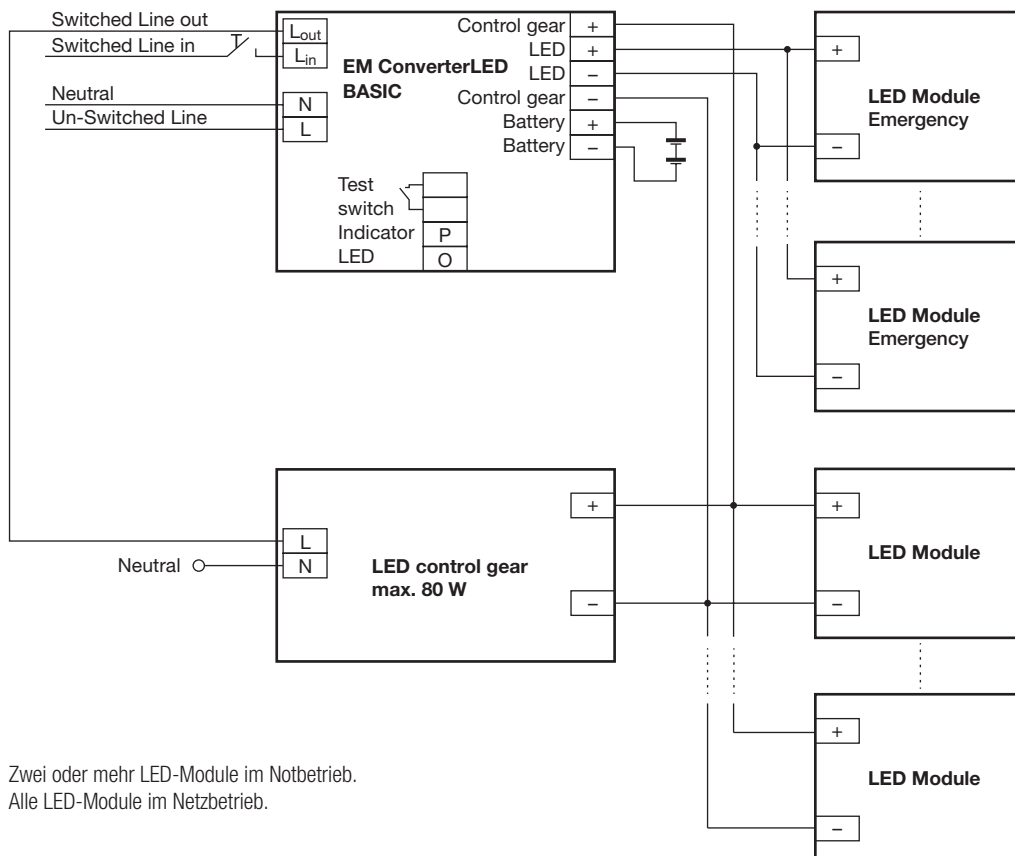 Switched Line out
Switched Line in
Neutral
Un-Switched Line
Lout
Lin
N
L
EM ConverterLED
BASIC
Control gear +
LED +
LED –
Control gear –
Battery +
Battery –
Test
switch
Indicator P
LED O
+
LED Module
Emergency
–
+
LED Module
Emergency
–
L
Neutral N
LED control gear
max. 80 W
+
–
+
LED Module
–
+
LED Module
–
Zwei oder mehr LED-Module im Notbetrieb.
Alle LED-Module im Netzbetrieb.